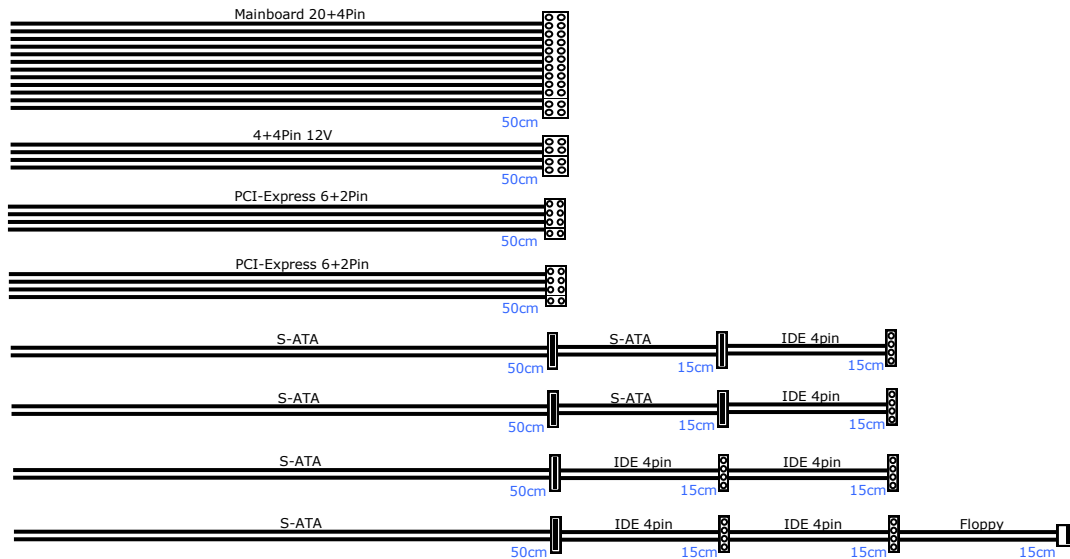 Mainboard 20+4Pin
50cm
4+4Pin 12V
50cm
PCI-Express 6+2Pin
50cm
PCI-Express 6+2Pin
50cm
S-ATA S-ATA IDE 4pin
50cm 15cm 15cm
S-ATA S-ATA IDE 4pin
50cm 15cm 15cm
S-ATA IDE 4pin IDE 4pin
50cm 15cm 15cm
S-ATA IDE 4pin IDE 4pin Floppy
50cm 15cm 15cm 15cm